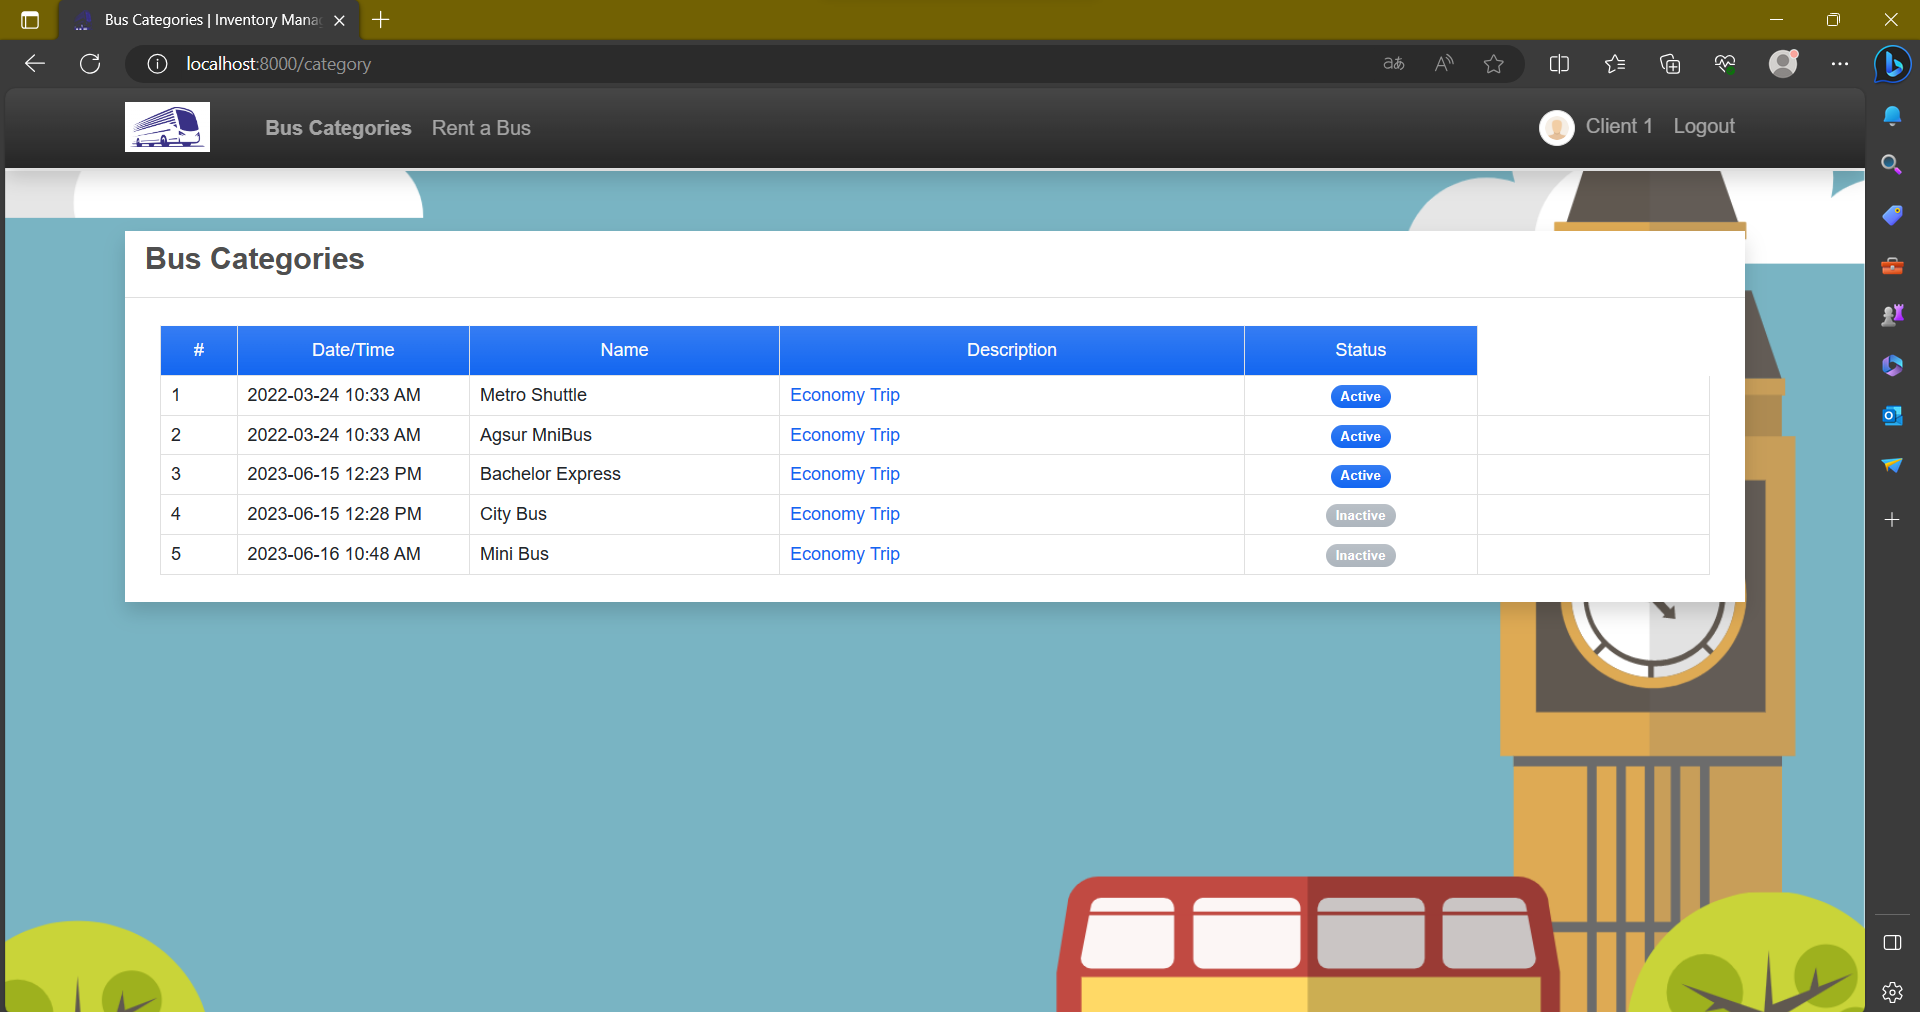 Bus Categories | Inventory Mana
localhost:8000/category
Bus Categories Rent a Bus Client 1 Logout
Bus Categories
# Date/Time Name Description Status
1 2022-03-24 10:33 AM Metro Shuttle Economy Trip Active
2 2022-03-24 10:33 AM Agsur MniBus Economy Trip Active
3 2023-06-15 12:23 PM Bachelor Express Economy Trip Active
4 2023-06-15 12:28 PM City Bus Economy Trip Inactive
5 2023-06-16 10:48 AM Mini Bus Economy Trip Inactive